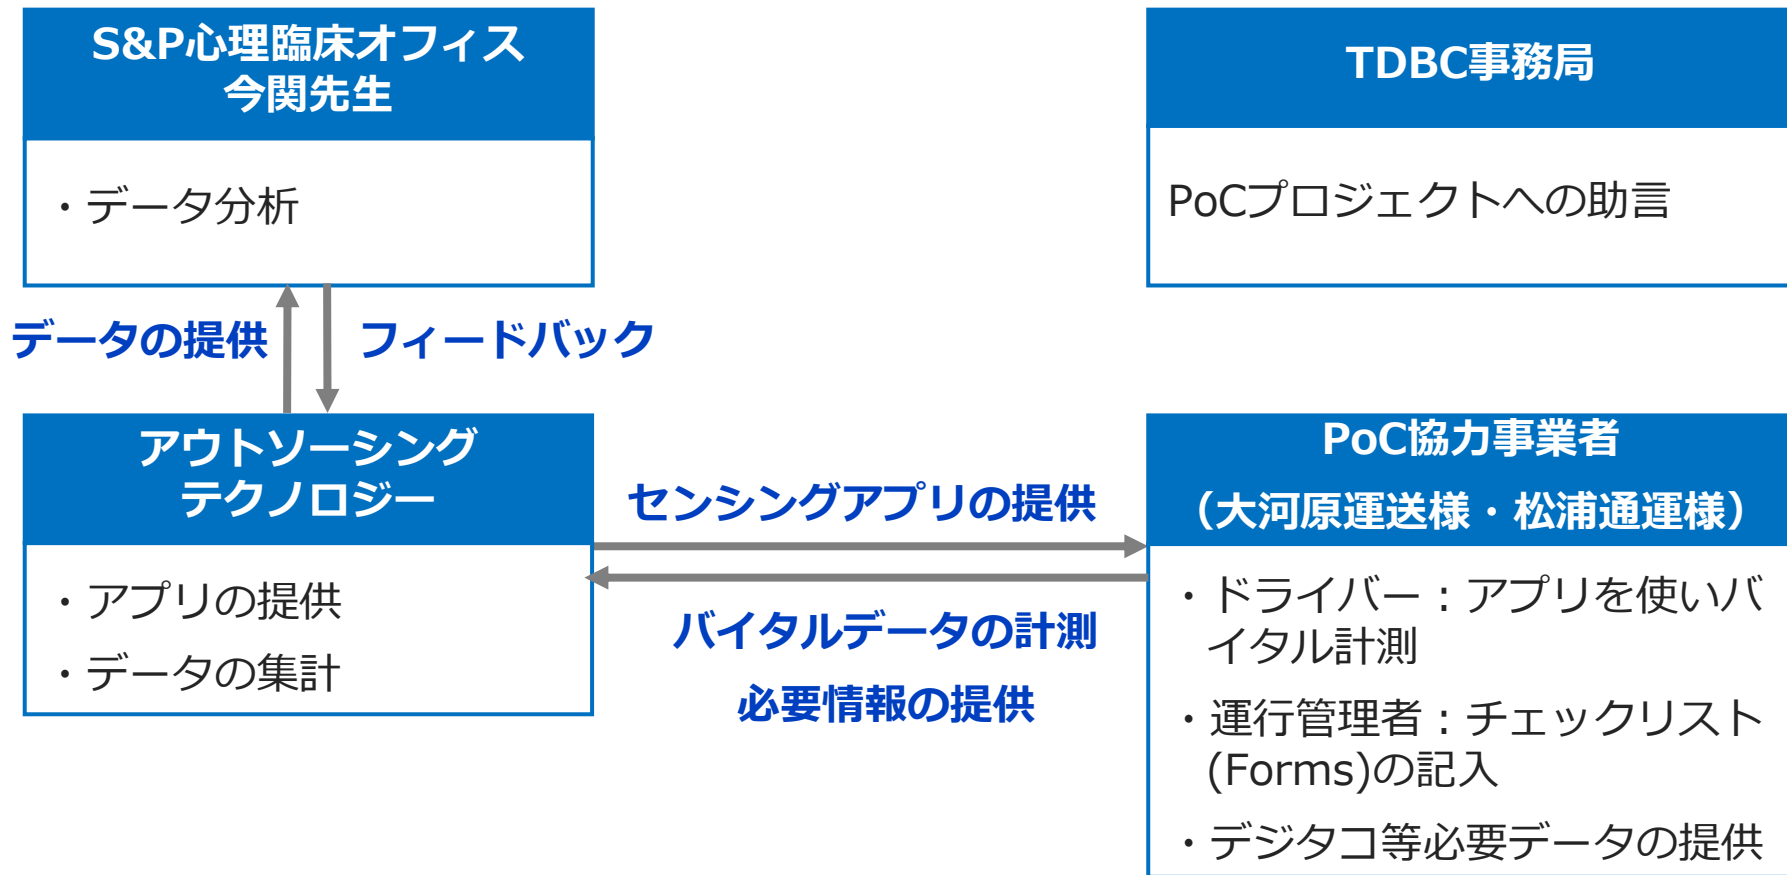 S&P心理臨床オフィス
今関先生
・データ分析
TDBC事務局
PoCプロジェクトへの助言
データの提供
フィードバック
アウトソーシング
テクノロジー
・アプリの提供
・データの集計
センシングアプリの提供
バイタルデータの計測
必要情報の提供
PoC協力事業者
（大河原運送様・松浦通運様）
・ドライバー：アプリを使いバ
イタル計測
・運行管理者：チェックリスト
(Forms)の記入
・デジタコ等必要データの提供